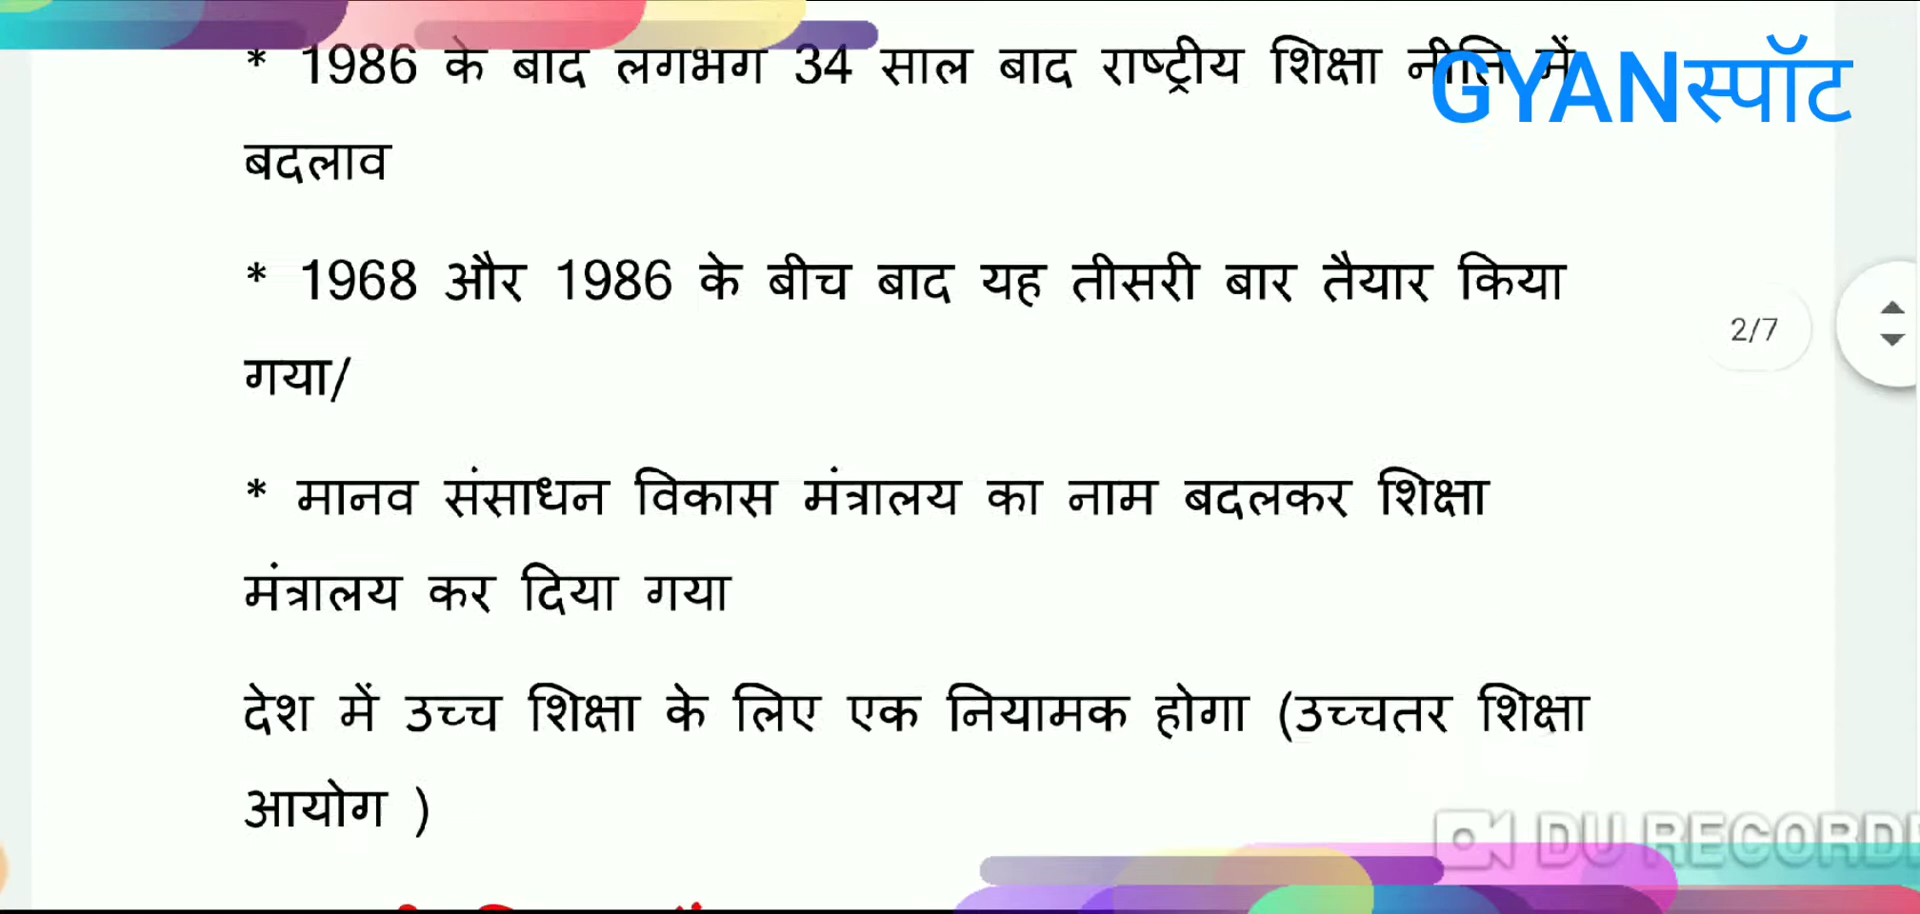 * 1986 के बाद लगभग 34 साल बाद राष्ट्रीय शिक्षा नीति में
GYANस्पॉट
बदलाव
* 1968 और 1986 के बीच बाद यह तीसरी बार तैयार किया
2/7
गया/
* मानव संसाधन विकास मंत्रालय का नाम बदलकर शिक्षा
मंत्रालय कर दिया गया
देश में उच्च शिक्षा के लिए एक नियामक होगा (उच्चतर शिक्षा
आयोग )
DU RECORD